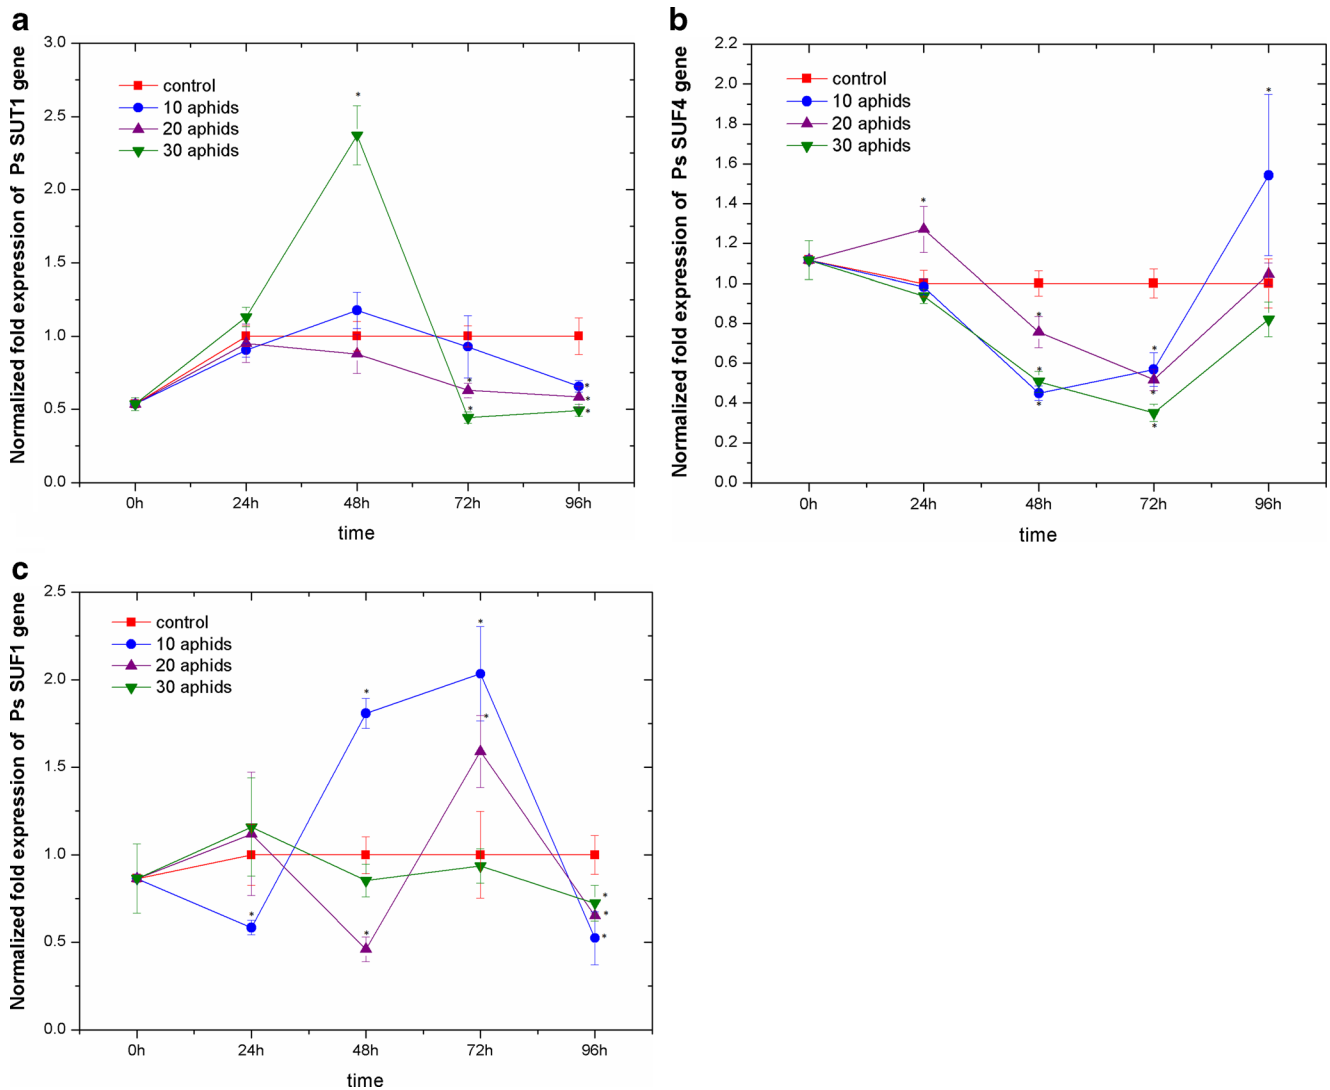 a
Normalized fold expression of Ps SUT1 gene
3.0
2.5
2.0
1.5
1.0
0.5
0.0
control
10 aphids
20 aphids
30 aphids
*
*
*
*
*
*
0h 24h 48h 72h 96h
time
b
Normalized fold expression of Ps SUF4 gene
2.2
2.0
1.8
1.6
1.4
1.2
1.0
0.8
0.6
0.4
0.2
0.0
control
10 aphids
20 aphids
30 aphids
*
*
*
*
*
*
*
*
0h 24h 48h 72h 96h
time
c
Normalized fold expression of Ps SUF1 gene
2.5
2.0
1.5
1.0
0.5
0.0
control
10 aphids
20 aphids
30 aphids
*
*
*
*
*
*
*
*
0h 24h 48h 72h 96h
time